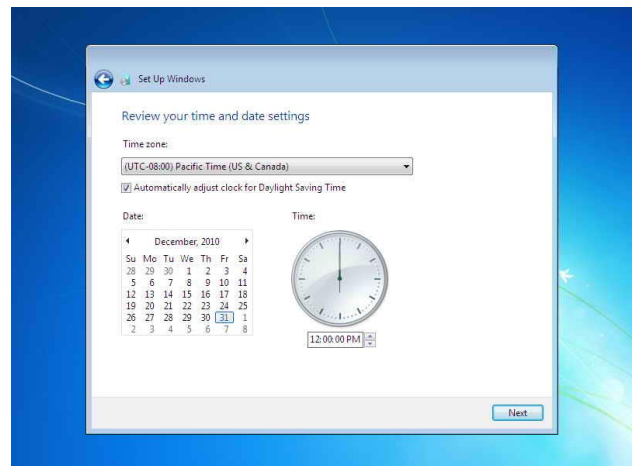 Set Up Windows
Review your time and date settings
Time zone:
(UTC-08:00) Pacific Time (US & Canada)
Automatically adjust clock for Daylight Saving Time
Date:
Time:
December, 2010
Su Mo Tu We Th Fr Sa
28 29 30 1 2 3 4
5 6 7 8 9 10 11
12 13 14 15 16 17 18
19 20 21 22 23 24 25
26 27 28 29 30 31 1
2 3 4 5 6 7 8
12:00:00 PM
Next